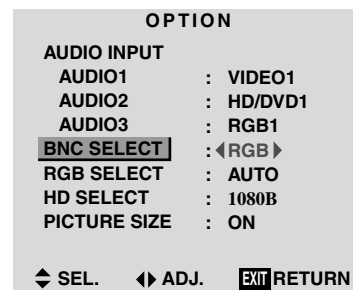 OPTION
AUDIO INPUT
AUDIO1 : VIDEO1
AUDIO2 : HD/DVD1
AUDIO3 : RGB1
BNC SELECT : ◀RGB▶
RGB SELECT : AUTO
HD SELECT : 1080B
PICTURE SIZE : ON
▲▼ SEL. ◀▶ ADJ. EXIT RETURN